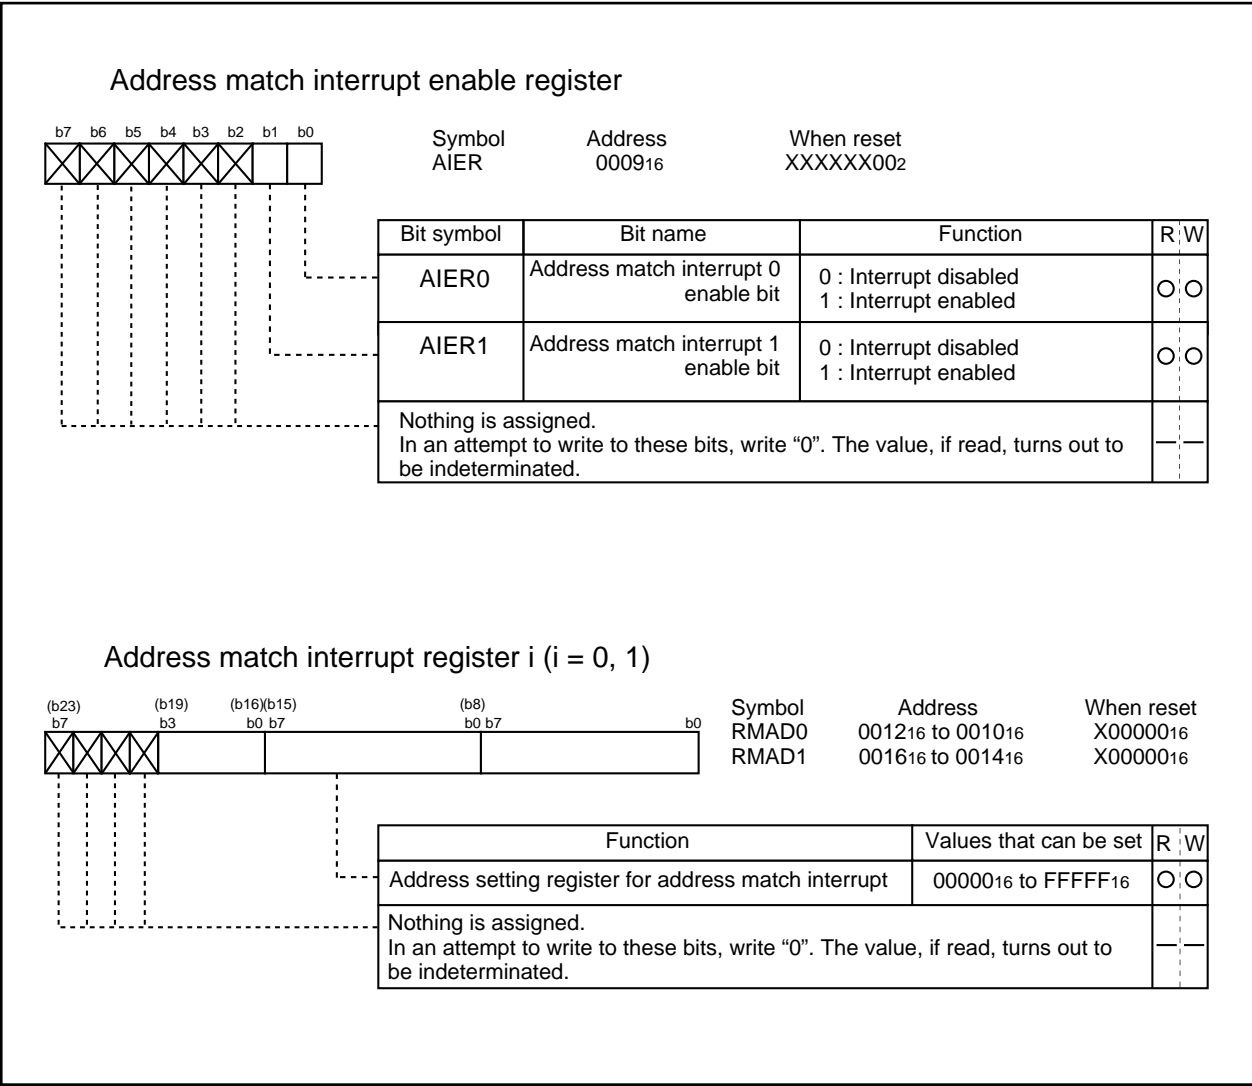 Address match interrupt enable register
b7 b6 b5 b4 b3 b2 b1 b0
Symbol Address When reset
AIER 000916 XXXXXX002
Bit symbol Bit name Function R W
AIER0 Address match interrupt 0 enable bit 0 : Interrupt disabled
1 : Interrupt enabled
AIER1 Address match interrupt 1 enable bit 0 : Interrupt disabled
1 : Interrupt enabled
Nothing is assigned.
In an attempt to write to these bits, write “0”. The value, if read, turns out to
be indeterminated.
Address match interrupt register i (i = 0, 1)
(b23) (b19) (b16)(b15) (b8)
b7 b3 b0 b7 b0 b7 b0
Symbol Address When reset
RMAD0 001216 to 001016 X0000016
RMAD1 001616 to 001416 X0000016
Function Values that can be set R W
Address setting register for address match interrupt 0000016 to FFFFF16
Nothing is assigned.
In an attempt to write to these bits, write “0”. The value, if read, turns out to
be indeterminated.